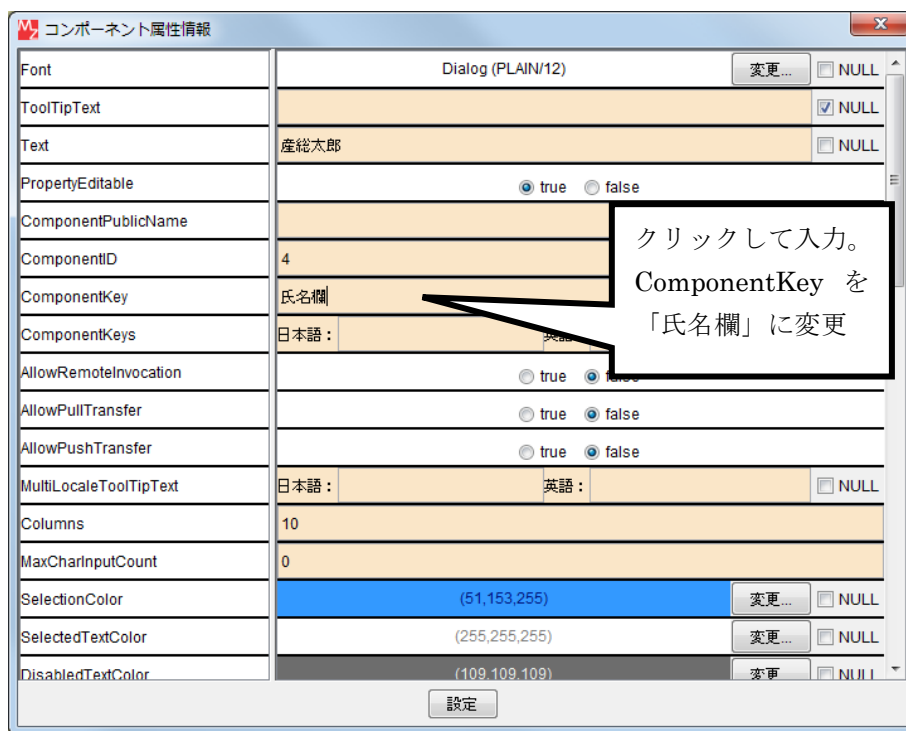 コンポーネント属性情報
Font Dialog (PLAIN/12) 変更... NULL
ToolTipText NULL
Text 産総太郎 NULL
PropertyEditable true false
ComponentPublicName
ComponentID 4
ComponentKey 氏名欄
ComponentKeys 日本語：
クリックして入力。
ComponentKey を
「氏名欄」に変更
AllowRemoteInvocation true false
AllowPullTransfer true false
AllowPushTransfer true false
MultiLocaleToolTipText 日本語： 英語： NULL
Columns 10
MaxCharInputCount 0
SelectionColor (51,153,255) 変更... NULL
SelectedTextColor (255,255,255) 変更... NULL
DisabledTextColor (109,109,109) 変更... NULL
設定